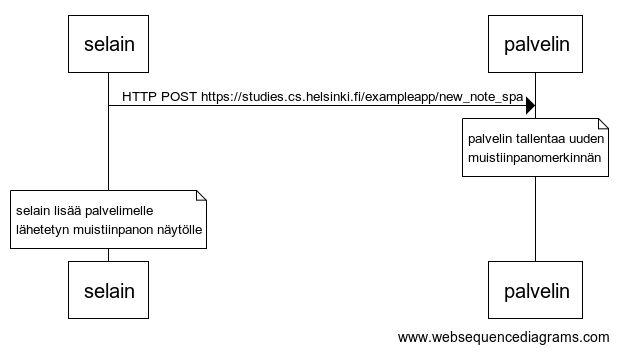 selain
palvelin
HTTP POST https://studies.cs.helsinki.fi/exampleapp/new_note_spa
palvelin tallentaa uuden
muistiinpanomerkinnän
selain lisää palvelimelle
lähetetyn muistiinpanon näytölle
selain
palvelin
www.websequencediagrams.com